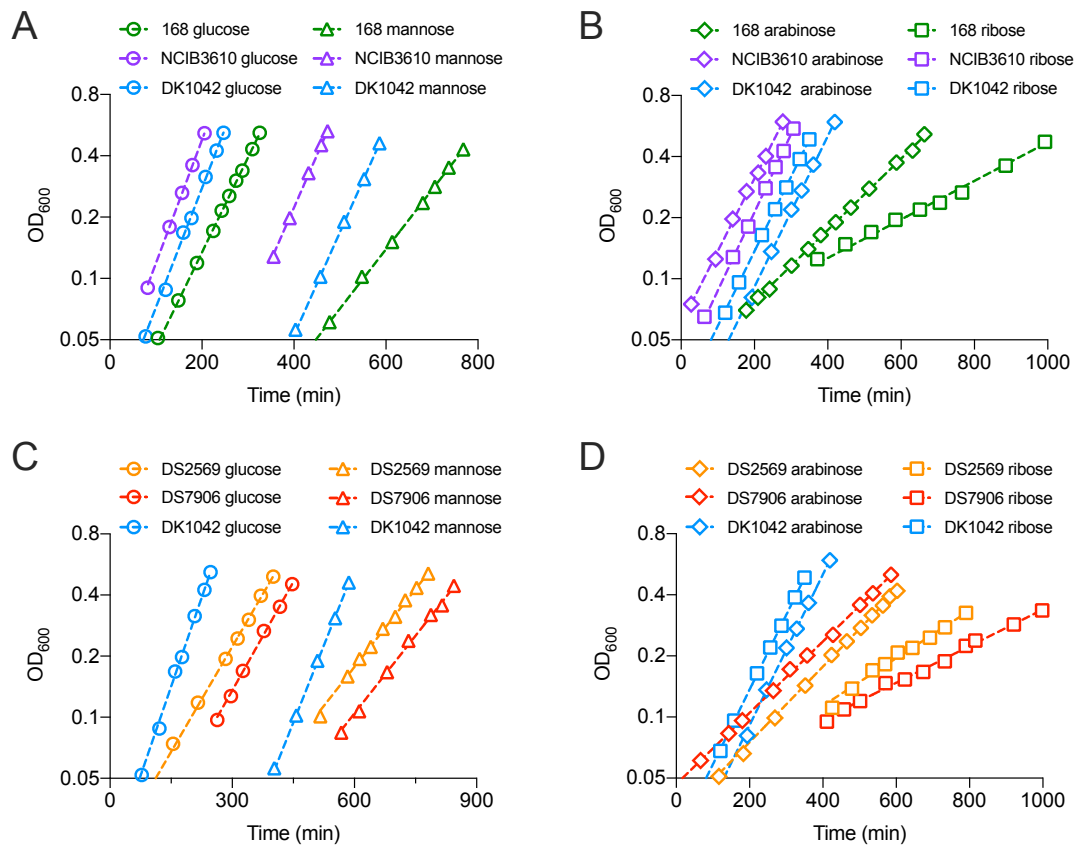 A
168 glucose 168 mannose
NCIB3610 glucose NCIB3610 mannose
DK1042 glucose DK1042 mannose
0.8
0.4
0.2
0.1
0.05
OD600
0 200 400 600 800
Time (min)
B
168 arabinose 168 ribose
NCIB3610 arabinose NCIB3610 ribose
DK1042 arabinose DK1042 ribose
0.8
0.4
0.2
0.1
0.05
OD600
0 200 400 600 800 1000
Time (min)
C
DS2569 glucose DS2569 mannose
DS7906 glucose DS7906 mannose
DK1042 glucose DK1042 mannose
0.8
0.4
0.2
0.1
0.05
OD600
0 300 600 900
Time (min)
D
DS2569 arabinose DS2569 ribose
DS7906 arabinose DS7906 ribose
DK1042 arabinose DK1042 ribose
0.8
0.4
0.2
0.1
0.05
OD600
0 200 400 600 800 1000
Time (min)